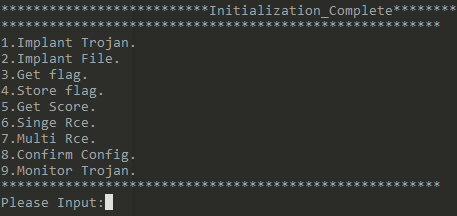 **************************Initialization_Complete********
*******************************************************
1.Implant Trojan.
2.Implant File.
3.Get flag.
4.Store flag.
5.Get Score.
6.Singe Rce.
7.Multi Rce.
8.Confirm Config.
9.Monitor Trojan.
*******************************************************
Please Input: